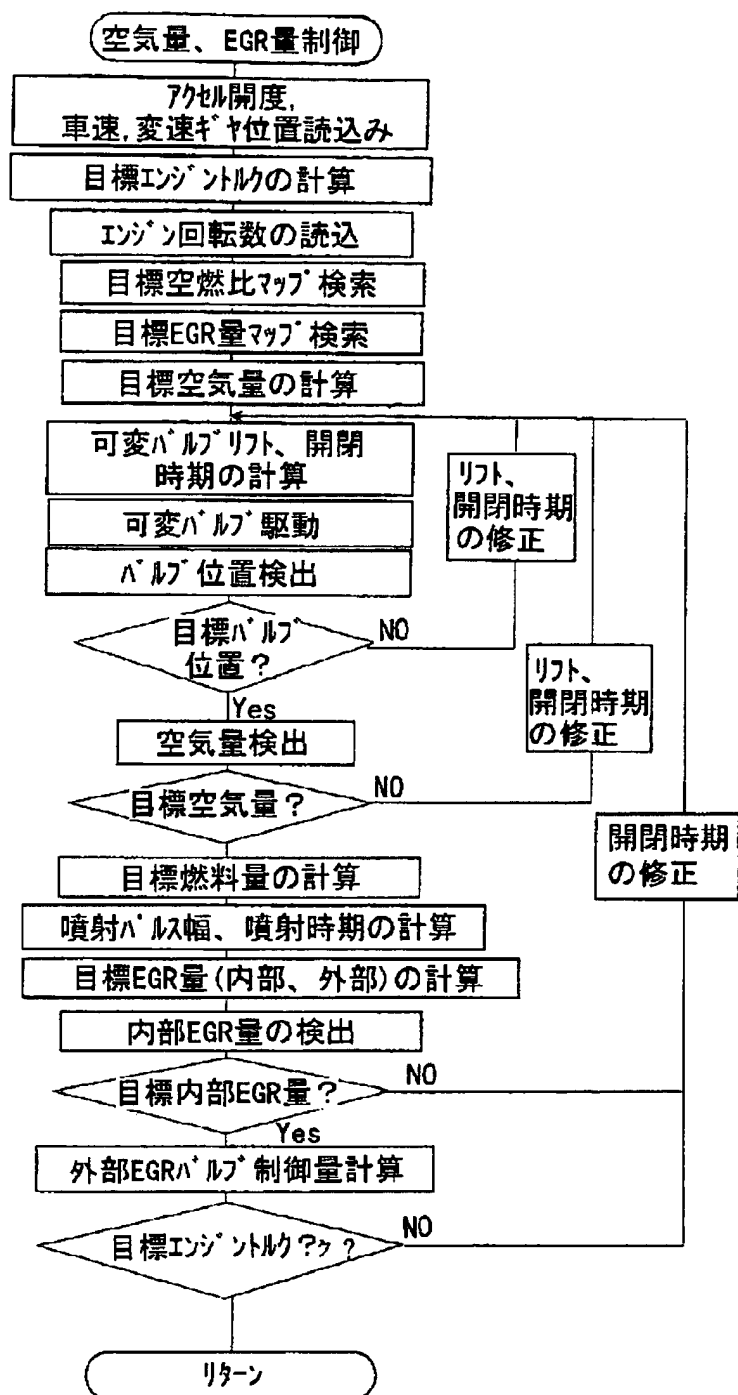 空気量、EGR量制御
アクセル開度,
車速,変速ギヤ位置読込み
目標エンジントルクの計算
エンジン回転数の読込
目標空燃比マップ検索
目標EGR量マップ検索
目標空気量の計算
可変バルブリフト、開閉
時期の計算
可変バルブ駆動
バルブ位置検出
目標バルブ
位置?
NO
リフト、
開閉時期
の修正
Yes
空気量検出
目標空気量?
NO
リフト、
開閉時期
の修正
目標燃料量の計算
噴射パルス幅、噴射時期の計算
目標EGR量(内部、外部)の計算
内部EGR量の検出
目標内部EGR量?
NO
開閉時期
の修正
Yes
外部EGRバルブ制御量計算
目標エンジントルク?ク?
NO
リターン